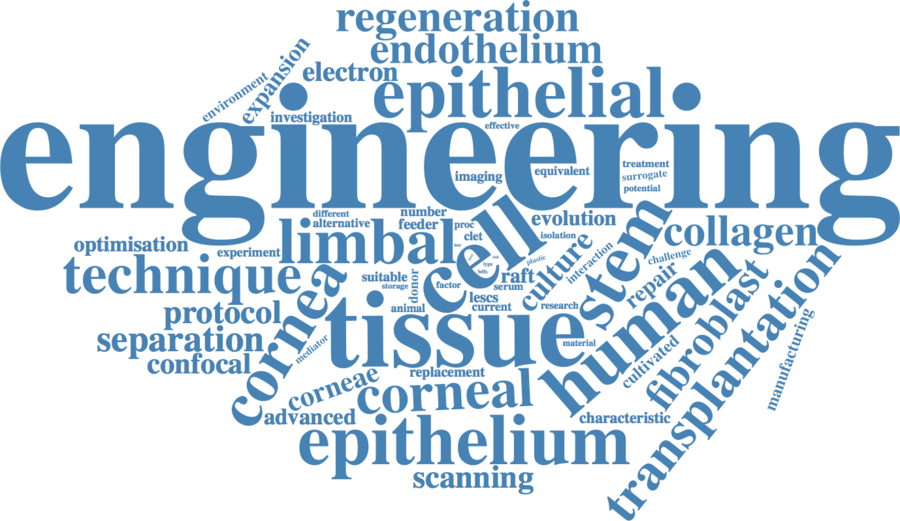 regeneration
endothelium
electron
expansion
environment
epithelial
investigation
effective
engineering
imaging
equivalent
treatment
surrogate
potential
different
alternative
number
feeder
proc
clet
cell
evolution
isolation
stem
collagen
optimisation
experiment
limbal
technique
suitable
storage
donor
factor
type
risk
hdfs
raft
serum
plastic
culture
interaction
challenge
repair
human
lescs
current
animal
research
protocol
separation
confocal
cornea
mediator
tissue
material
cultivated
fibroblast
transplantation
manufacturing
replacement
corneae
advanced
corneal
characteristic
epithelium
scanning